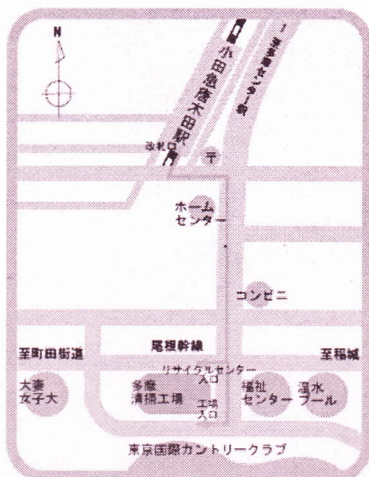 N
小田急唐木田駅
至多摩センター駅
改札口
〒
ホーム
センター
コンビニ
至町田街道
尾根幹線
至稲城
リサイクルセンター
入口
大妻
女子大
多摩
清掃工場
工場
入口
福祉
センター
温水
プール
東京国際カントリークラブ